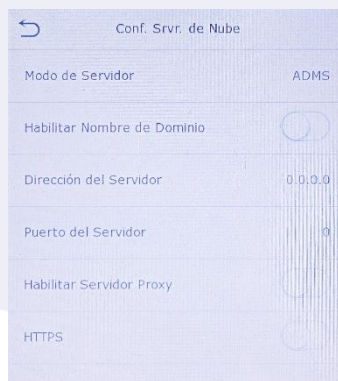 Conf. Srvr. de Nube
Modo de Servidor ADMS
Habilitar Nombre de Dominio
Dirección del Servidor 0.0.0.0
Puerto del Servidor 0
Habilitar Servidor Proxy
HTTPS